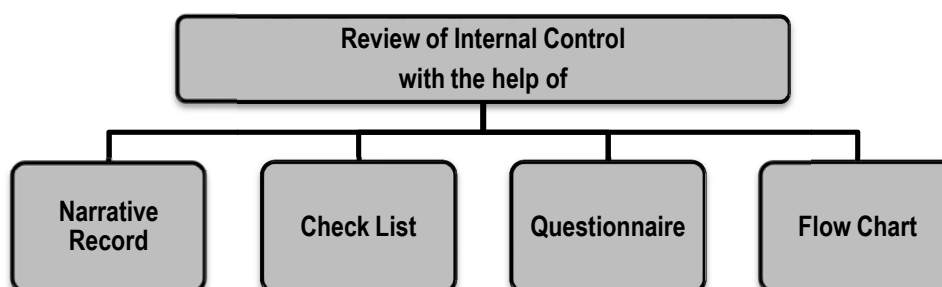 Review of Internal Control
with the help of
Narrative
Record
Check List
Questionnaire
Flow Chart